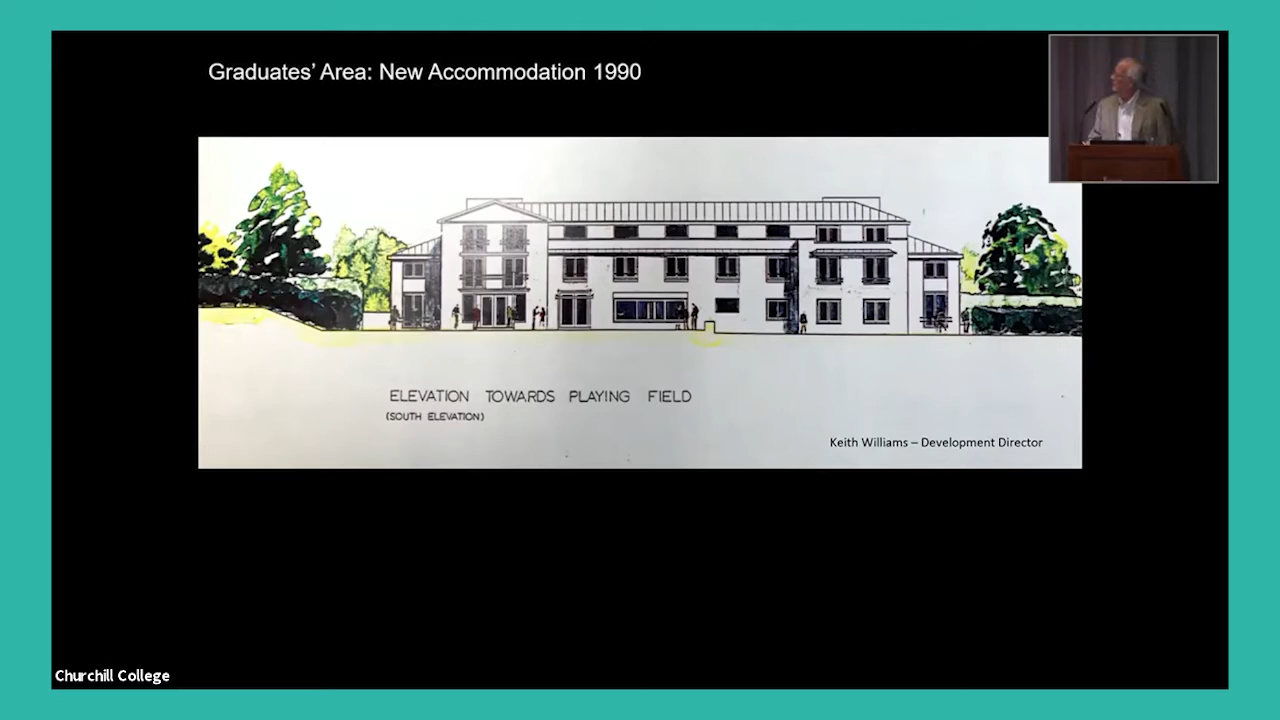 Graduates’ Area: New Accommodation 1990
ELEVATION TOWARDS PLAYING FIELD
(SOUTH ELEVATION)
Keith Williams – Development Director
Churchill College